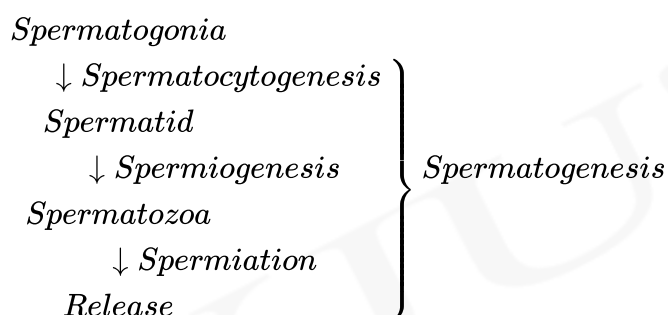 Spermatogonia
↓ Spermatocytogenesis
Spermatid
↓ Spermiogenesis
Spermatogenesis
Spermatozoa
↓ Spermiation
Release